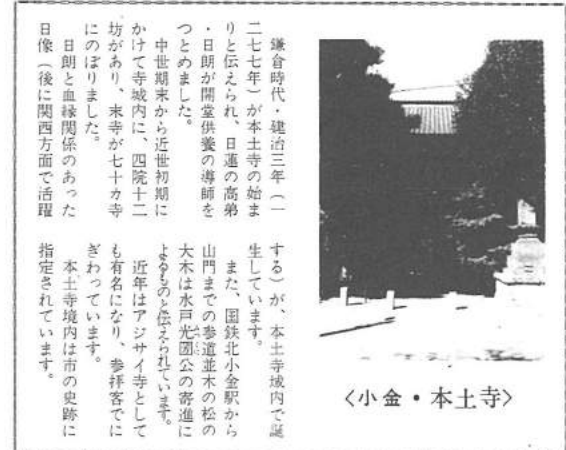 鎌倉時代・建治三年(一
二七七年)が本土寺の始ま
りと伝えられ、日蓮の高弟
・日朗が開堂供養の導師を
つとめました。
中世期末から近世初期に
かけて寺域内に、四院十二
坊があり、末寺が七十カ寺
にのぼりました。
日朗と血縁関係のあった
日像(後に関西方面で活躍
する)が、本土寺域内で誕
生しています。
また、国鉄北小金駅から
山門までの参道並木の松の
大木は水戸光圀公の寄進に
よるものと伝えられています。
近年はアジサイ寺として
も有名になり、参拝客でに
ぎわっています。
本土寺境内は市の史跡に
指定されています。
〈小金・本土寺〉